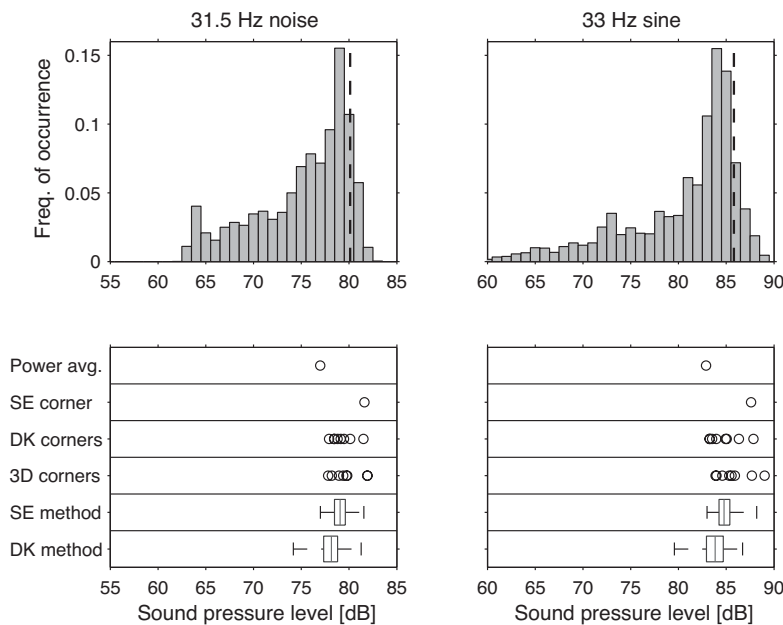 31.5 Hz noise
33 Hz sine
Freq. of occurrence
0.15
0.1
0.05
0
55 60 65 70 75 80 85
60 65 70 75 80 85 90
Power avg.
SE corner
DK corners
3D corners
SE method
DK method
55 60 65 70 75 80 85
60 65 70 75 80 85 90
Sound pressure level [dB]
Sound pressure level [dB]